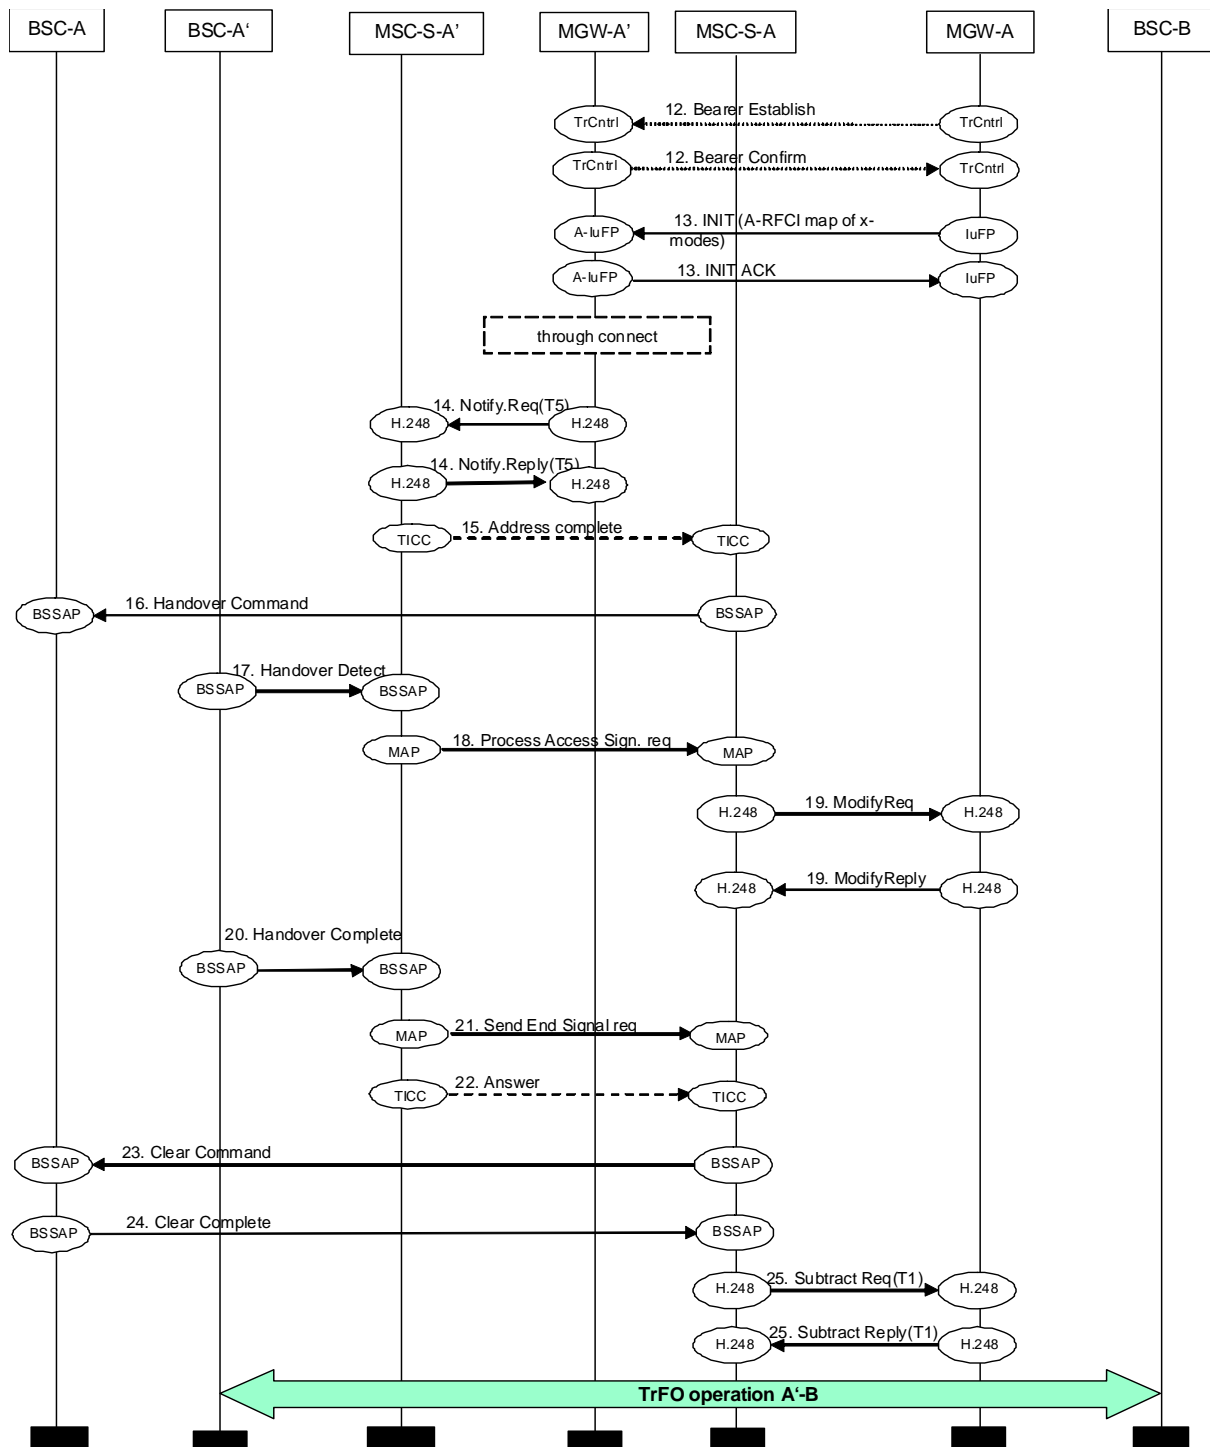 BSC-A
BSC-A‘
MSC-S-A’
MGW-A’
MSC-S-A
MGW-A
BSC-B
12. Bearer Establish
TrCntrl
TrCntrl
12. Bearer Confirm
TrCntrl
TrCntrl
13. INIT (A-RFCI map of x-
modes)
A-IuFP
IuFP
13. INIT ACK
A-IuFP
IuFP
through connect
14. Notify.Req(T5)
H.248
H.248
14. Notify.Reply(T5)
H.248
H.248
15. Address complete
TICC
TICC
16. Handover Command
BSSAP
BSSAP
17. Handover Detect
BSSAP
BSSAP
18. Process Access Sign. req
MAP
MAP
19. ModifyReq
H.248
H.248
19. ModifyReply
H.248
H.248
20. Handover Complete
BSSAP
BSSAP
21. Send End Signal req
MAP
MAP
22. Answer
TICC
TICC
23. Clear Command
BSSAP
BSSAP
24. Clear Complete
BSSAP
BSSAP
25. Subtract Req(T1)
H.248
H.248
25. Subtract Reply(T1)
H.248
H.248
TrFO operation A‘-B